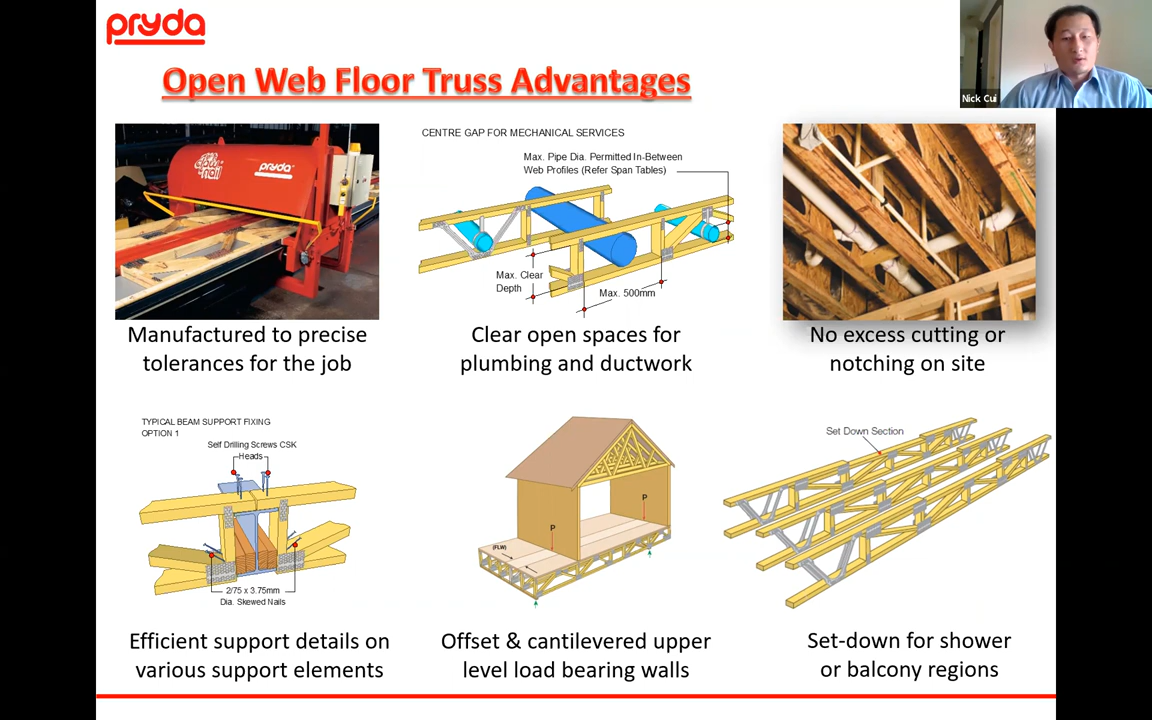 pryda
Nick Cui
Open Web Floor Truss Advantages
pryda
CENTRE GAP FOR MECHANICAL SERVICES
Max. Pipe Dia. Permitted In-Between
Web Profiles (Refer Span Tables)
Max. Clear
Depth
Max. 500mm
Manufactured to precise
tolerances for the job
Clear open spaces for
plumbing and ductwork
No excess cutting or
notching on site
TYPICAL BEAM SUPPORT FIXING
OPTION 1
Self Drilling Screws CSK
Heads
2/75 x 3.75mm
Dia. Skewed Nails
P
P
(FLW)
Set Down Section
Efficient support details on
various support elements
Offset & cantilevered upper
level load bearing walls
Set-down for shower
or balcony regions